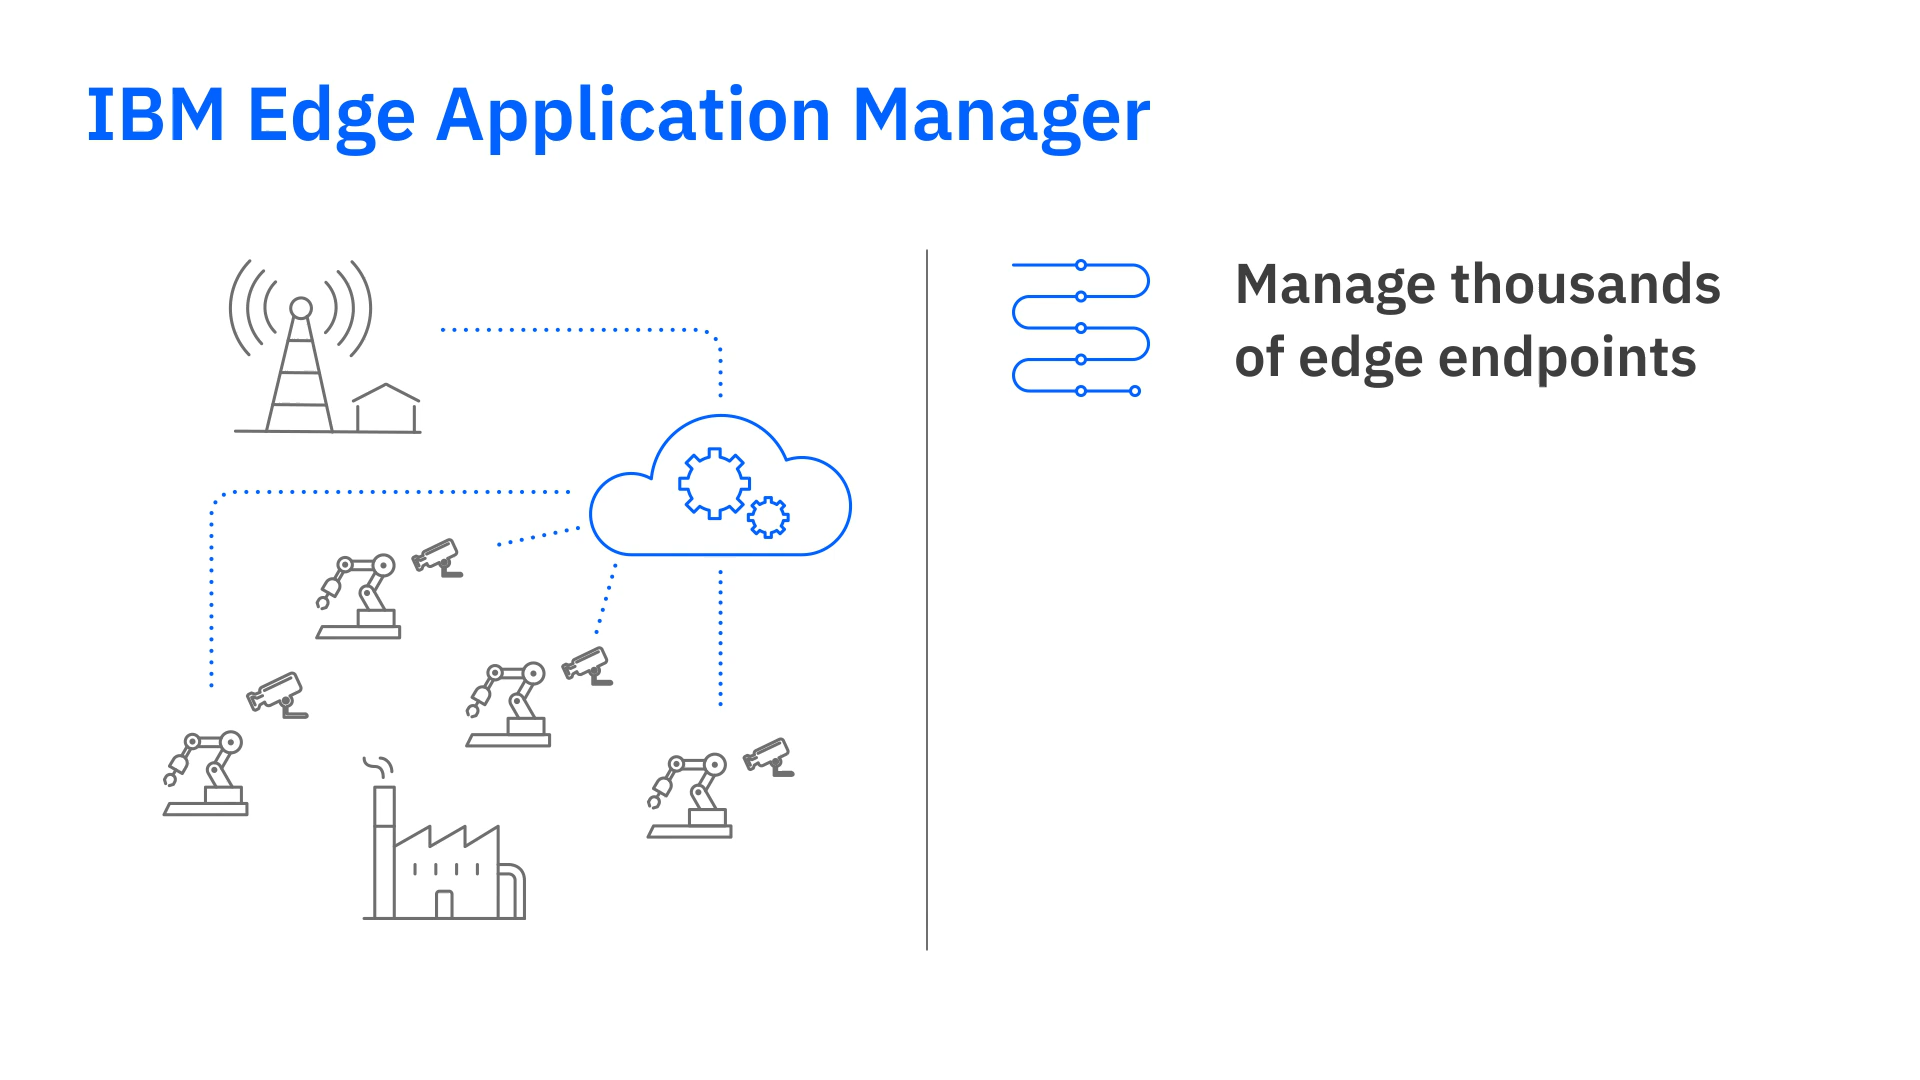 IBM Edge Application Manager
Manage thousands
of edge endpoints